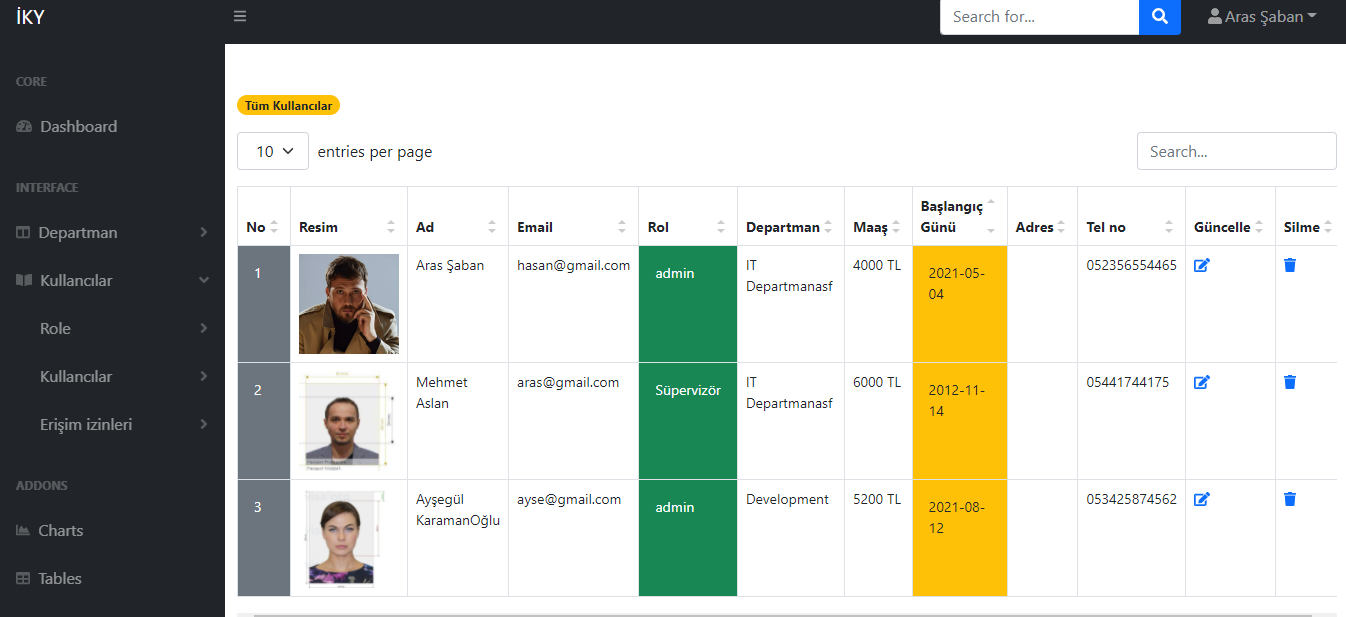 İKY
Search for...
Aras Şaban
CORE
Dashboard
INTERFACE
Departman
Kullancılar
Role
Kullancılar
Erişim izinleri
ADDONS
Charts
Tables
Tüm Kullancılar
10 entries per page
Search...
No Resim Ad Email Rol Departman Maaş Başlangıç Günü Adres Tel no Güncelle Silme
1 Aras Şaban hasan@gmail.com admin IT Departmanasf 4000 TL 2021-05-04 052356554465
2 Mehmet Aslan aras@gmail.com Süpervizör IT Departmanasf 6000 TL 2012-11-14 05441744175
3 Ayşegül KaramanOğlu ayse@gmail.com admin Development 5200 TL 2021-08-12 053425874562